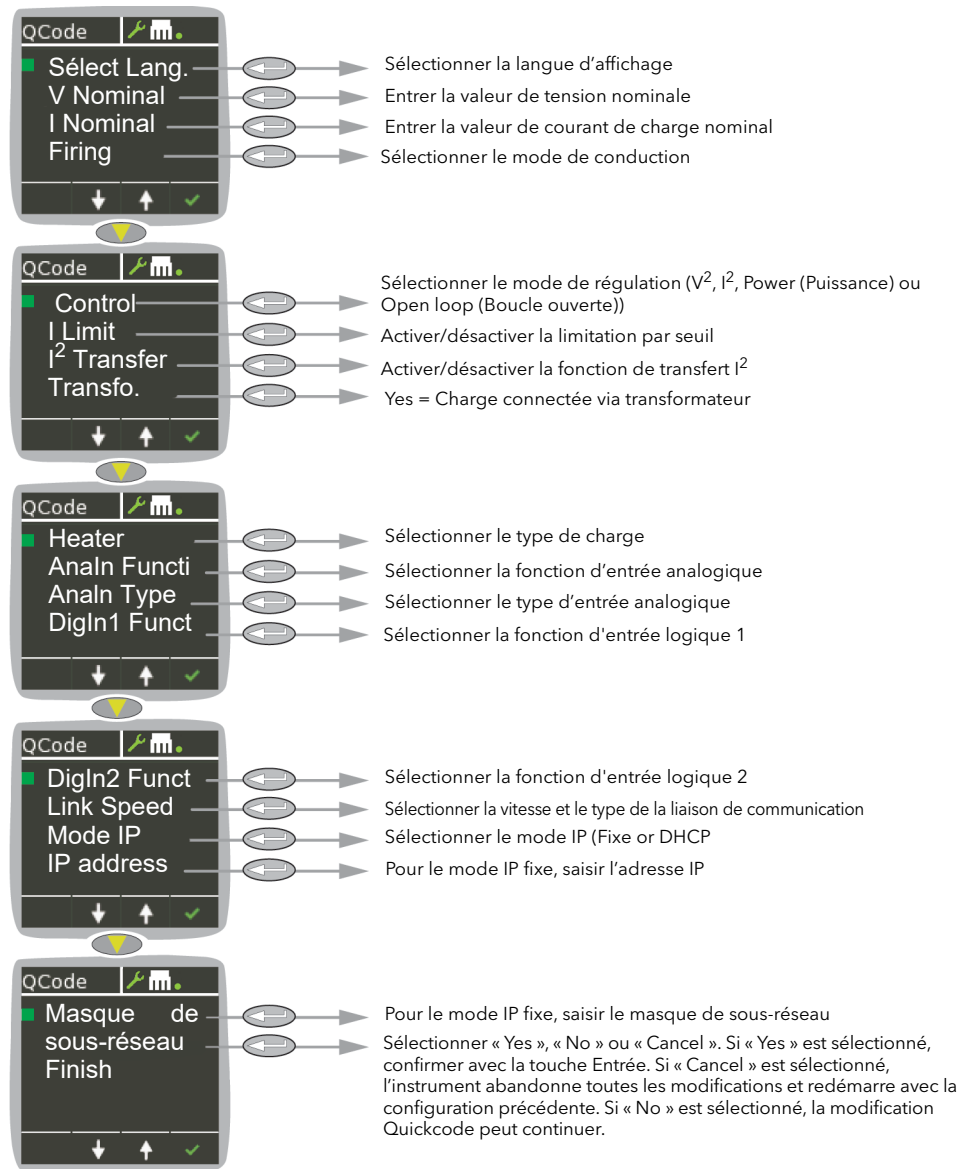 QCode
Sélect Lang.
Sélectionner la langue d'affichage
V Nominal
Entrer la valeur de tension nominale
I Nominal
Entrer la valeur de courant de charge nominal
Firing
Sélectionner le mode de conduction
QCode
Control
Sélectionner le mode de régulation (V², I², Power (Puissance) ou
Open loop (Boucle ouverte))
I Limit
Activer/désactiver la limitation par seuil
I² Transfer
Activer/désactiver la fonction de transfert I²
Transfo.
Yes = Charge connectée via transformateur
QCode
Heater
Sélectionner le type de charge
AnaIn Functi
Sélectionner la fonction d'entrée analogique
AnaIn Type
Sélectionner le type d'entrée analogique
DigIn1 Funct
Sélectionner la fonction d'entrée logique 1
QCode
DigIn2 Funct
Sélectionner la fonction d'entrée logique 2
Link Speed
Sélectionner la vitesse et le type de la liaison de communication
Mode IP
Sélectionner le mode IP (Fixe or DHCP
IP address
Pour le mode IP fixe, saisir l'adresse IP
QCode
Masque de
sous-réseau
Pour le mode IP fixe, saisir le masque de sous-réseau
Finish
Sélectionner « Yes », « No » ou « Cancel ». Si « Yes » est sélectionné,
confirmer avec la touche Entrée. Si « Cancel » est sélectionné,
l'instrument abandonne toutes les modifications et redémarre avec la
configuration précédente. Si « No » est sélectionné, la modification
Quickcode peut continuer.